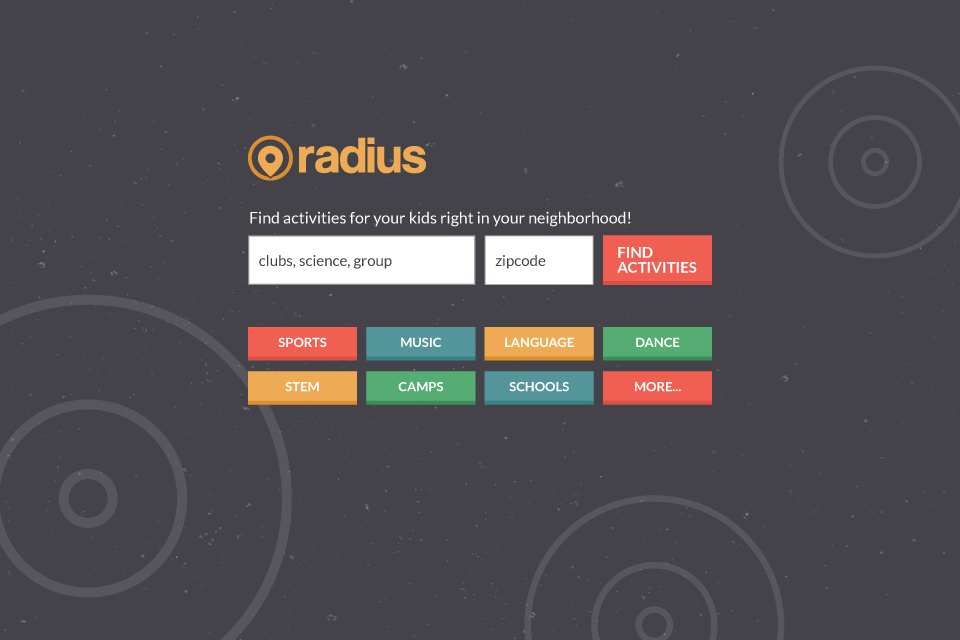 radius
Find activities for your kids right in your neighborhood!
clubs, science, group
zipcode
FIND
ACTIVITIES
SPORTS
MUSIC
LANGUAGE
DANCE
STEM
CAMPS
SCHOOLS
MORE...